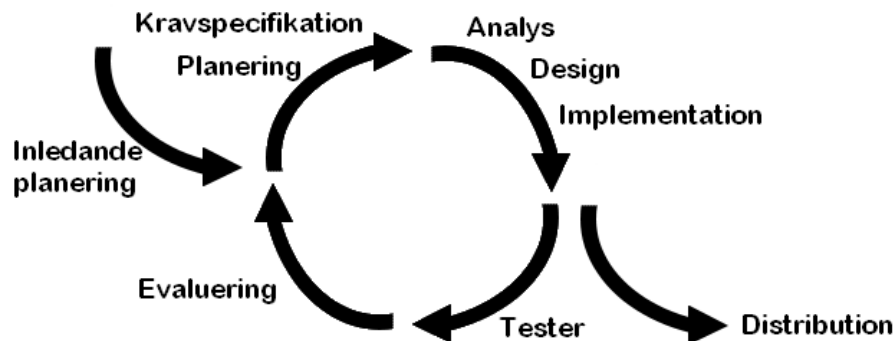 Kravspecifikation
Planering
Analys
Design
Implementation
Inledande
planering
Evaluering
Tester
Distribution